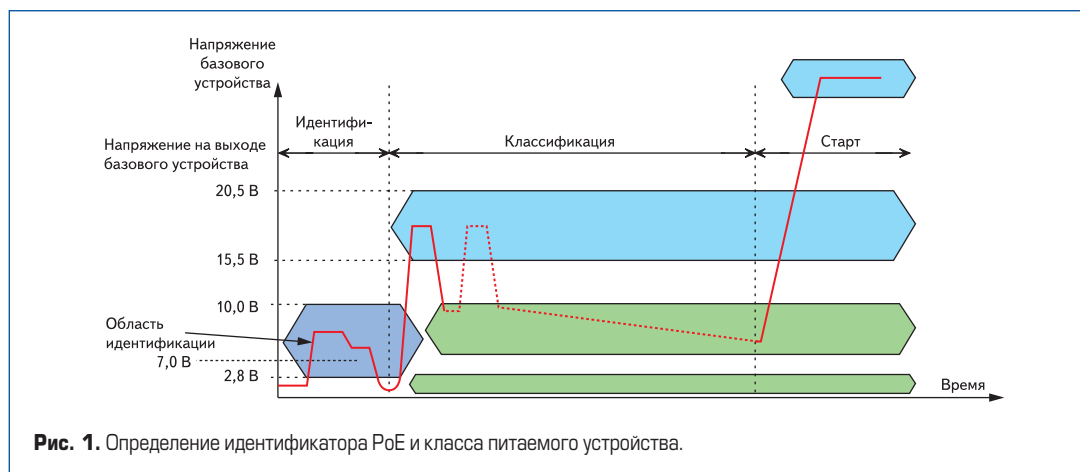 Напряжение
базового
устройства
Идентифи-
кация
Классификация
Старт
Напряжение на выходе
базового устройства
20,5 В
15,5 В
10,0 В
Область
идентификации
7,0 В
2,8 В
Время
Рис. 1. Определение идентификатора PoE и класса питаемого устройства.